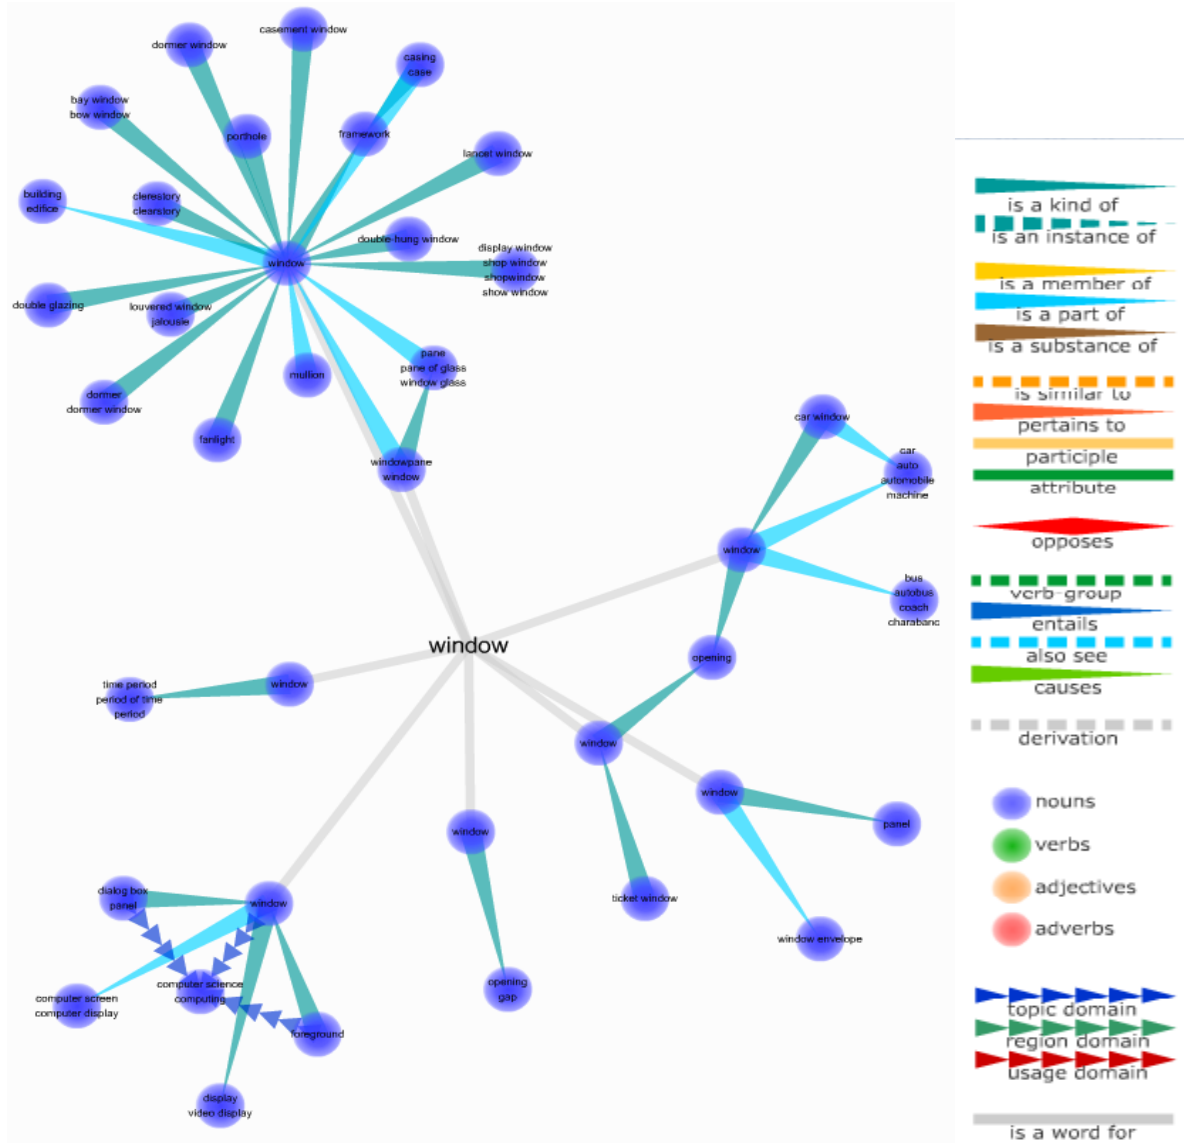 casement window
dormer window
casing
case
bay window
bow window
porthole
framework
lancet window
building
edifice
clerestory
clearstory
double-hung window
display window
shop window
shopwindow
show window
window
double glazing
louvered window
jalousie
pane
pane of glass
window glass
mullion
dormer
dormer window
fanlight
windowpane
window
car window
car
auto
automobile
machine
window
bus
autobus
coach
charabanc
window
opening
time period
period of time
period
window
window
window
panel
window
ticket window
window envelope
dialog box
panel
window
computer science
computing
computer screen
computer display
opening
gap
foreground
display
video display
is a kind of
is an instance of
is a member of
is a part of
is a substance of
is similar to
pertains to
participle
attribute
opposes
verb-group
entails
also see
causes
derivation
nouns
verbs
adjectives
adverbs
topic domain
region domain
usage domain
is a word for